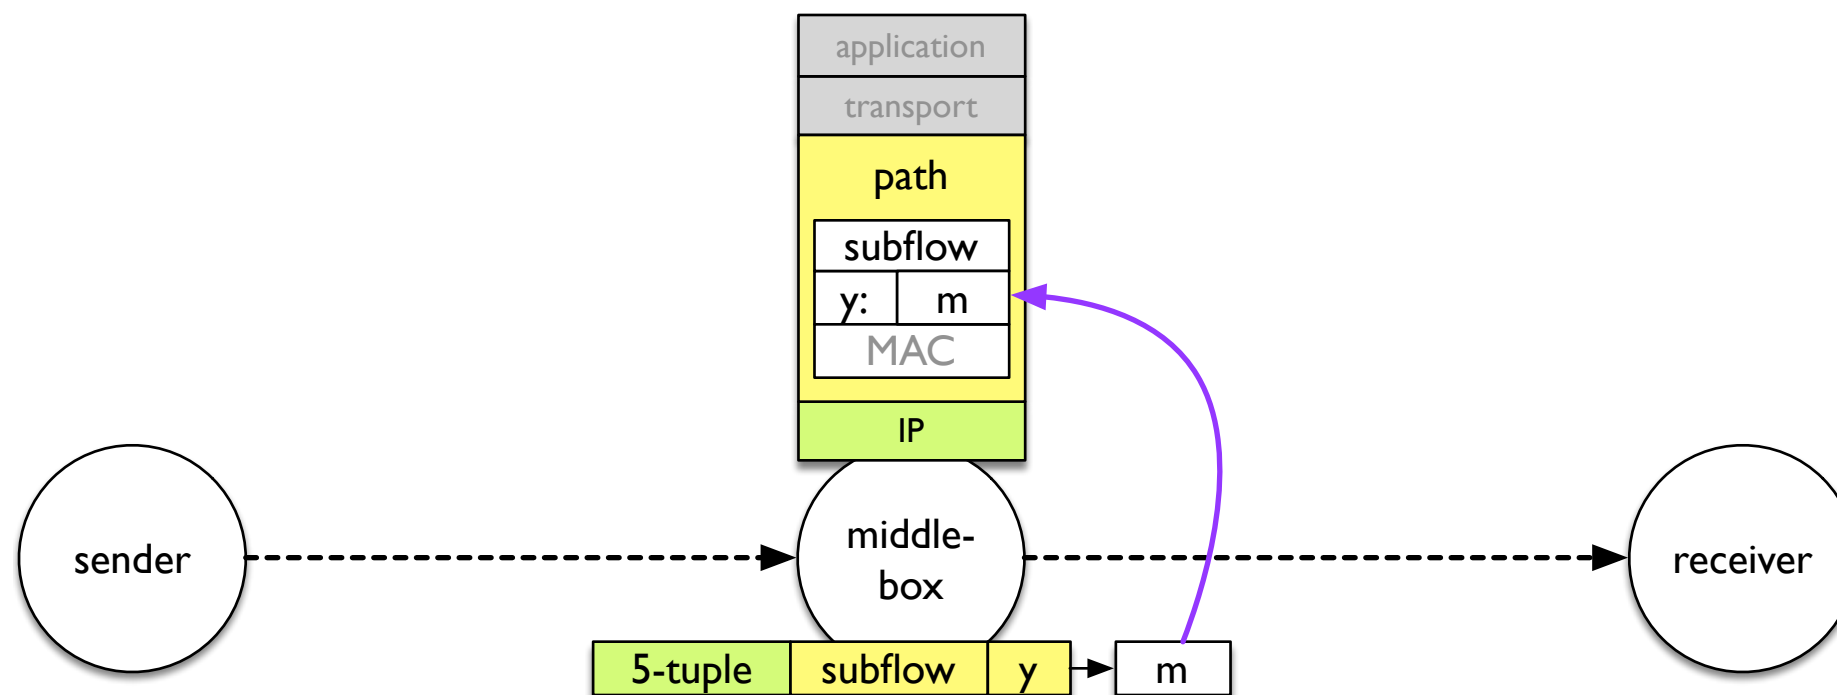 application
transport
path
subflow
y: m
MAC
IP
sender
middle-
box
receiver
5-tuple subflow y m